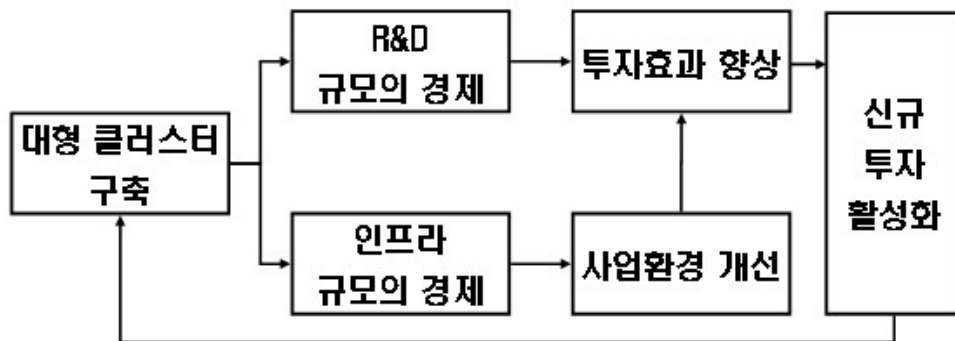 대형 클러스터
구축
R&D
규모의 경제
인프라
규모의 경제
투자효과 향상
사업환경 개선
신규
투자
활성화